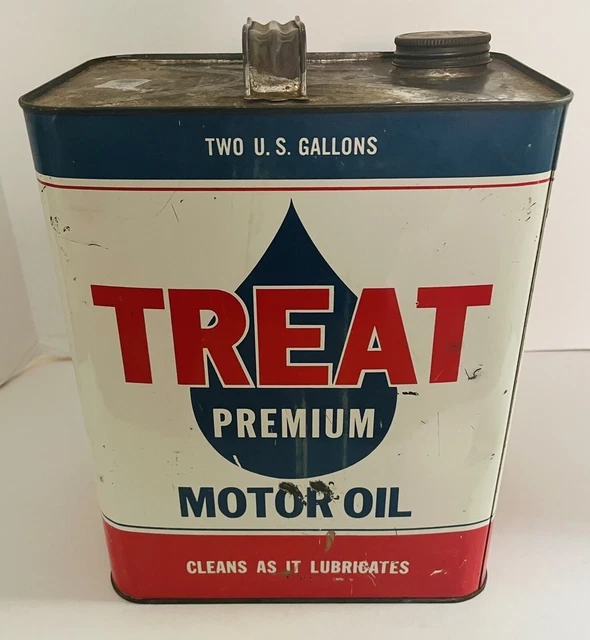 TWO U.S. GALLONS
TREAT
PREMIUM
MOTOR OIL
CLEANS AS IT LUBRICATES